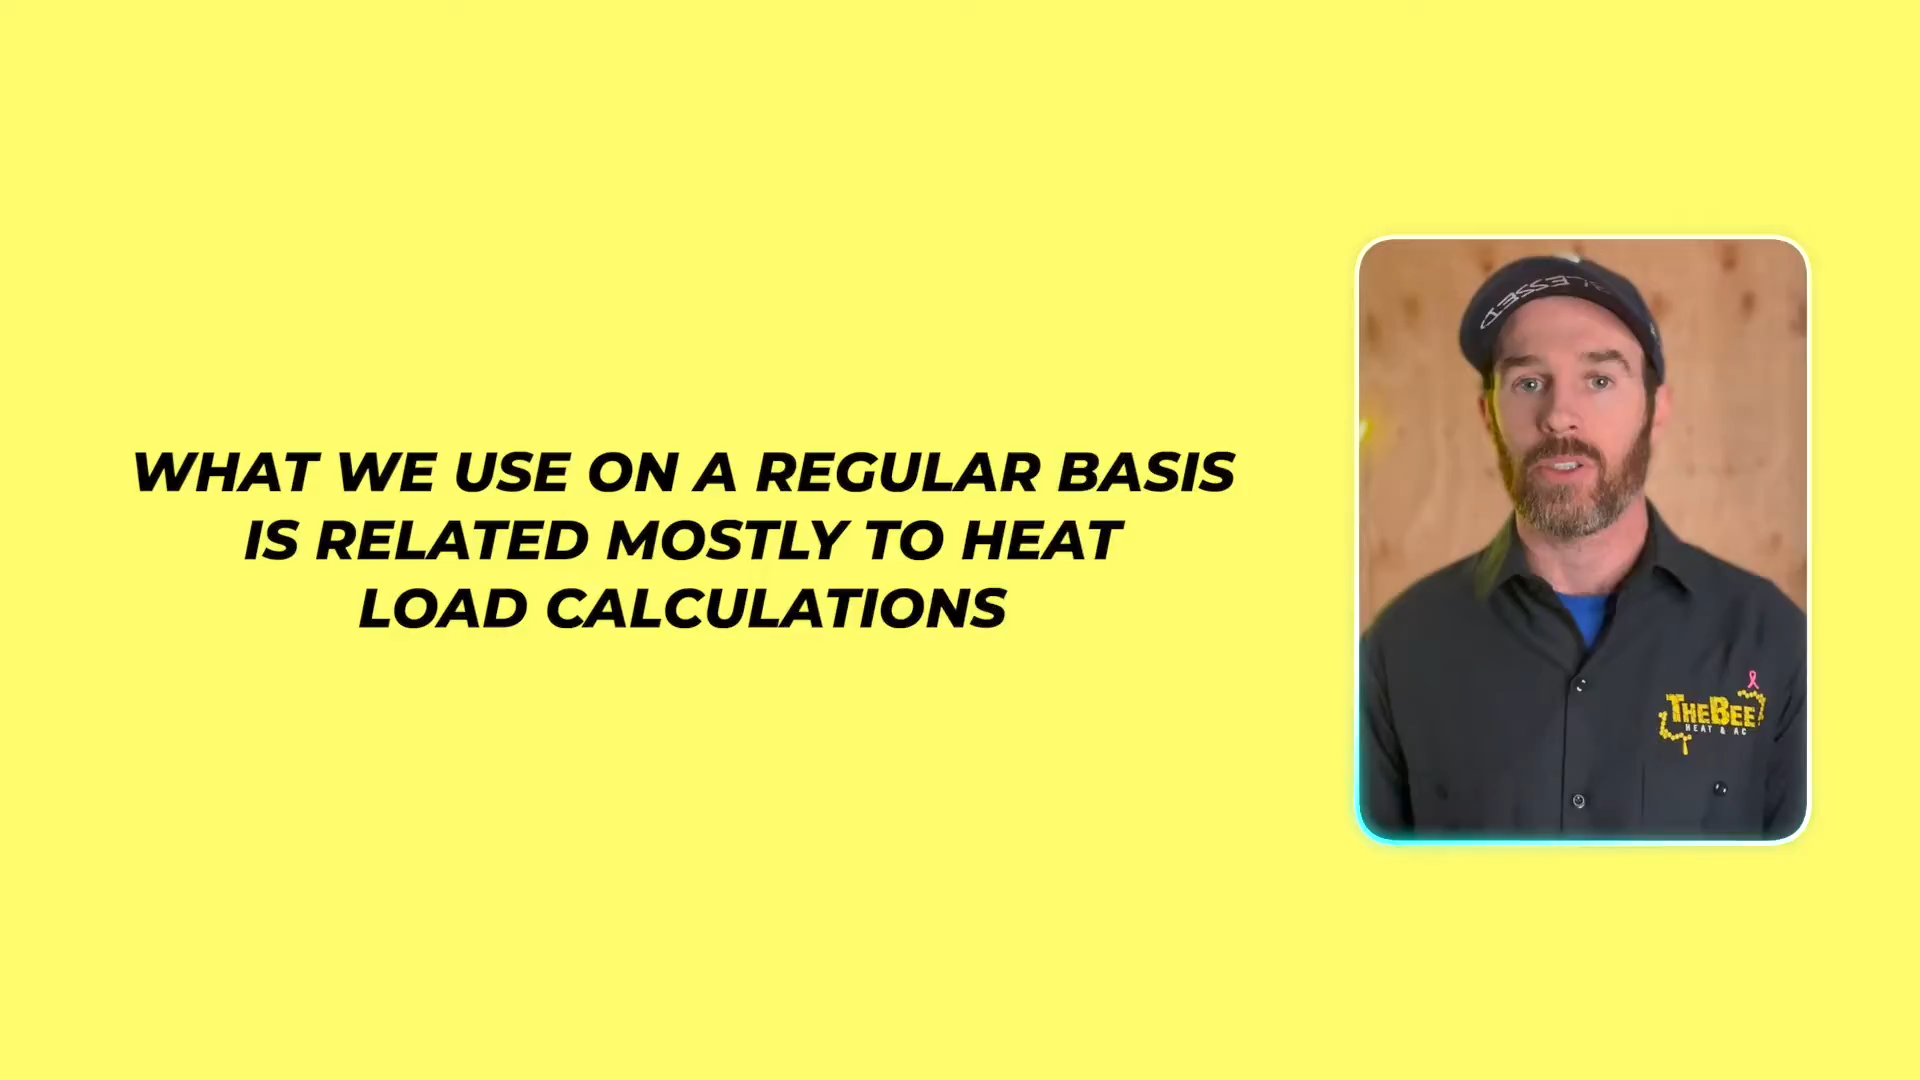 WHAT WE USE ON A REGULAR BASIS
IS RELATED MOSTLY TO HEAT
LOAD CALCULATIONS
THEBEE
HEAT & AC